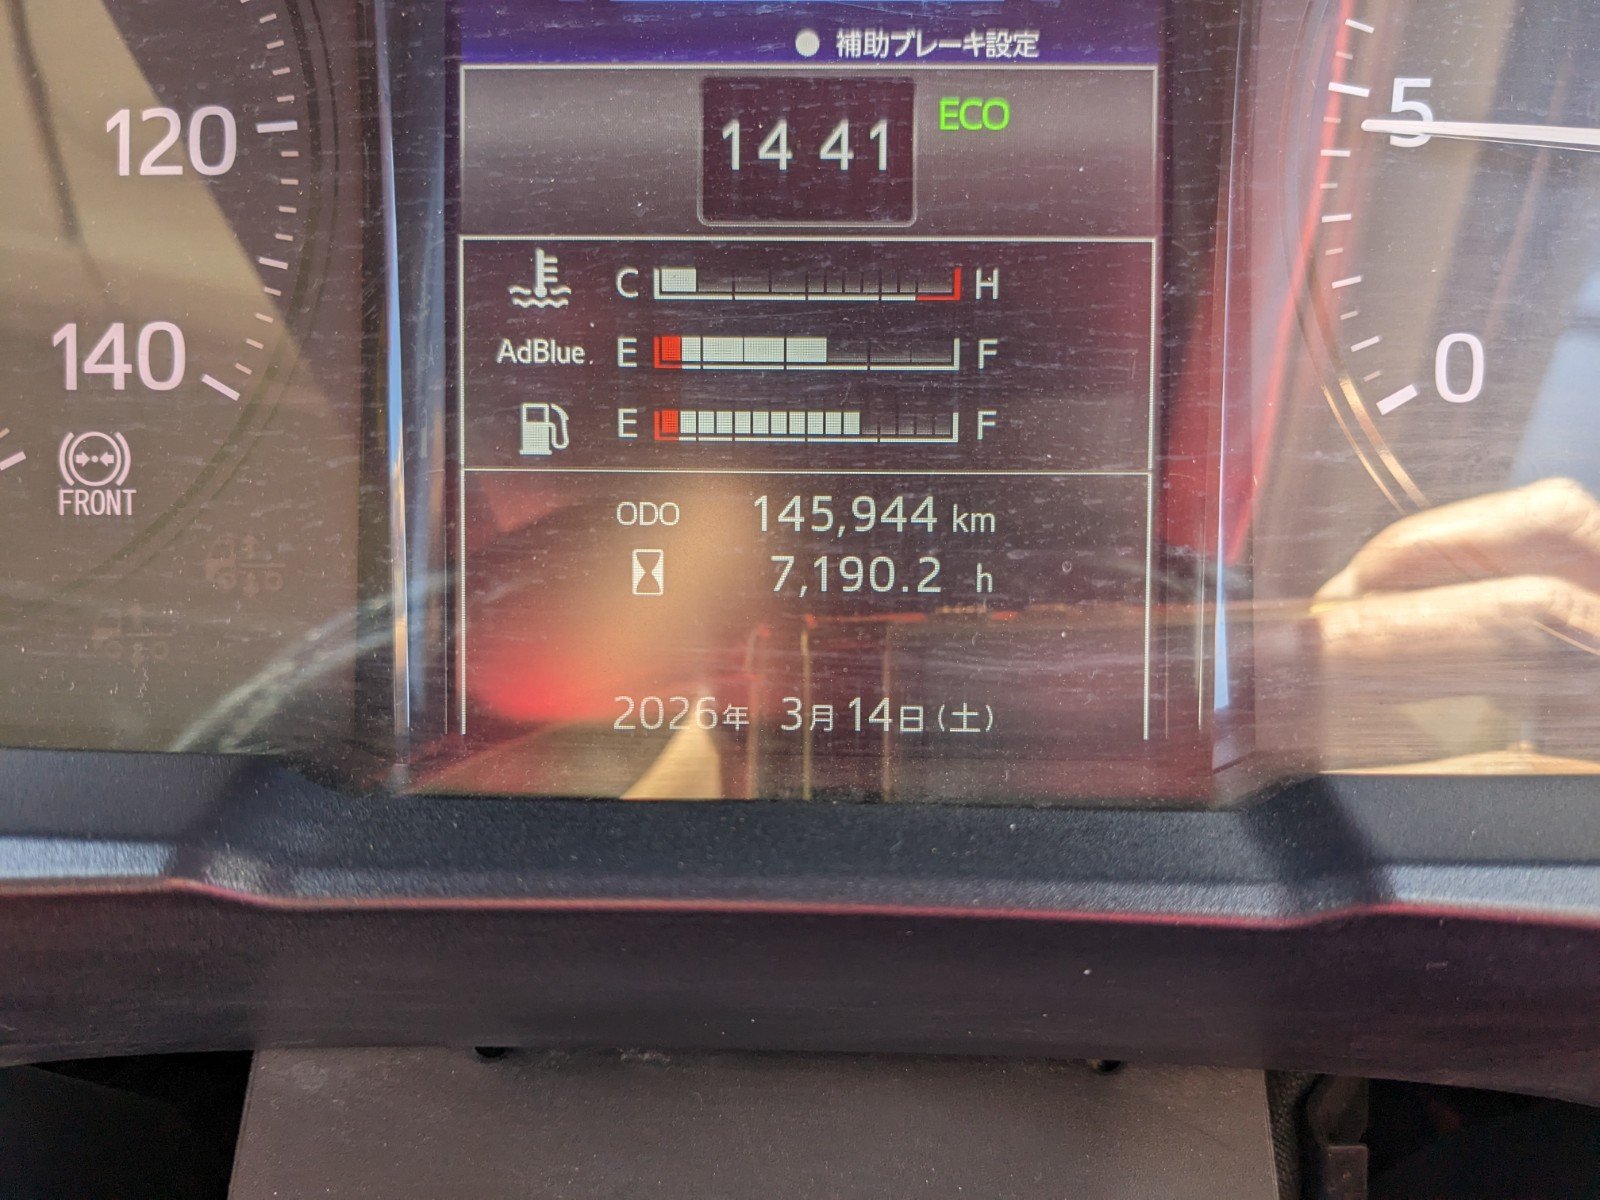 補助ブレーキ設定
120
14 41
ECO
5
C H
AdBlue. E F
140
E F
0
FRONT
ODO 145,944 km
7,190.2 h
2026年 3月14日(土)